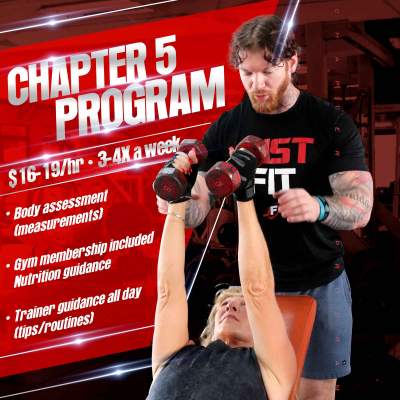 CHAPTER 5
PROGRAM
$16-19/hr • 3-4X a week
• Body assessment
(measurements)
• Gym membership included
Nutrition guidance
• Trainer guidance all day
(tips/routines)
FIT